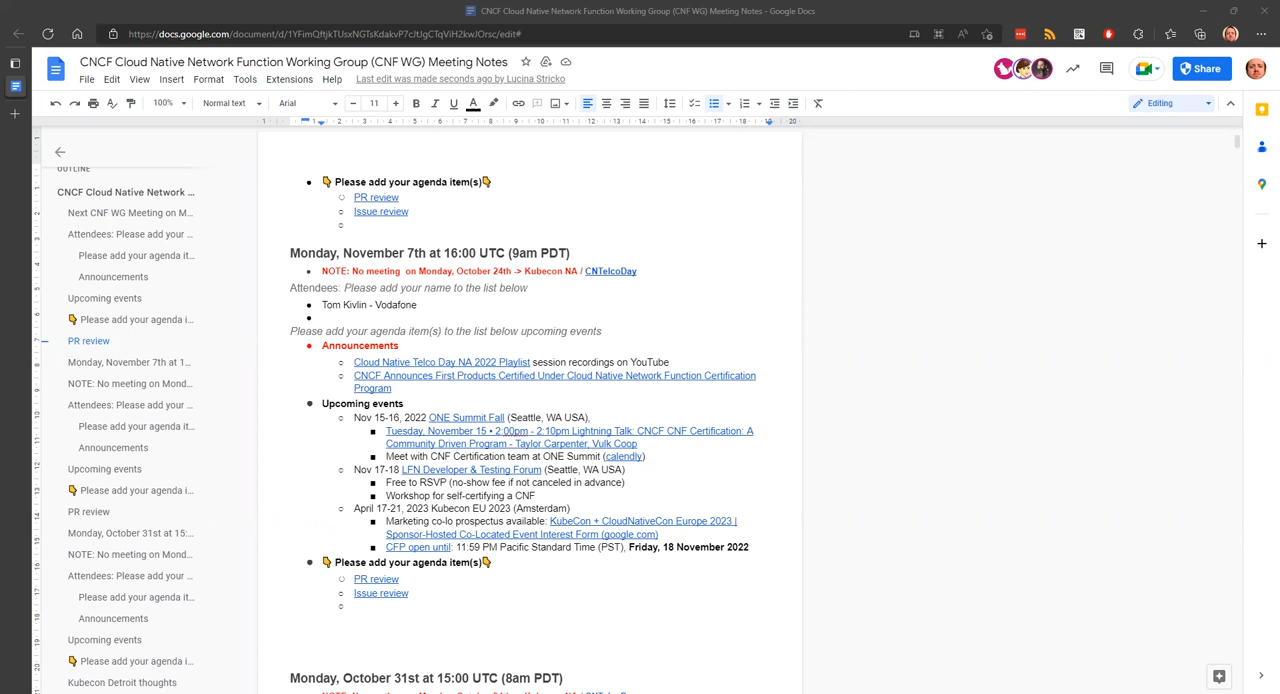 CNCF Cloud Native Network Function Working Group (CNF WG) Meeting Notes - Google Docs
https://docs.google.com/document/d/1YFimQftjkTUsxNGTsKdakvP7cJtJgCTqViH2kwJOrsc/edit#
CNCF Cloud Native Network Function Working Group (CNF WG) Meeting Notes
File Edit View Insert Format Tools Extensions Help Last edit was made seconds ago by Lucina Stricko
Share
100% Normal text Arial 11 Editing
OUTLINE
CNCF Cloud Native Network ...
Next CNF WG Meeting on M...
Attendees: Please add your ...
Please add your agenda it...
Announcements
Upcoming events
👇 Please add your agenda i...
PR review
Monday, November 7th at 1...
NOTE: No meeting on Mond...
Attendees: Please add your ...
Please add your agenda it...
Announcements
Upcoming events
👇 Please add your agenda i...
PR review
Monday, October 31st at 15:...
NOTE: No meeting on Mond...
Attendees: Please add your ...
Please add your agenda it...
Announcements
Upcoming events
👇 Please add your agenda i...
Kubecon Detroit thoughts
👇 Please add your agenda item(s)👇
PR review
Issue review
Monday, November 7th at 16:00 UTC (9am PDT)
NOTE: No meeting on Monday, October 24th -> Kubecon NA / CNTelcoDay
Attendees: Please add your name to the list below
Tom Kivlin - Vodafone
Please add your agenda item(s) to the list below upcoming events
Announcements
Cloud Native Telco Day NA 2022 Playlist session recordings on YouTube
CNCF Announces First Products Certified Under Cloud Native Network Function Certification
Program
Upcoming events
Nov 15-16, 2022 ONE Summit Fall (Seattle, WA USA),
Tuesday, November 15 • 2:00pm - 2:10pm Lightning Talk: CNCF CNF Certification: A
Community Driven Program - Taylor Carpenter, Vulk Coop
Meet with CNF Certification team at ONE Summit (calendly)
Nov 17-18 LFN Developer & Testing Forum (Seattle, WA USA)
Free to RSVP (no-show fee if not canceled in advance)
Workshop for self-certifying a CNF
April 17-21, 2023 Kubecon EU 2023 (Amsterdam)
Marketing co-lo prospectus available: KubeCon + CloudNativeCon Europe 2023 |
Sponsor-Hosted Co-Located Event Interest Form (google.com)
CFP open until: 11:59 PM Pacific Standard Time (PST), Friday, 18 November 2022
👇 Please add your agenda item(s)👇
PR review
Issue review
Monday, October 31st at 15:00 UTC (8am PDT)